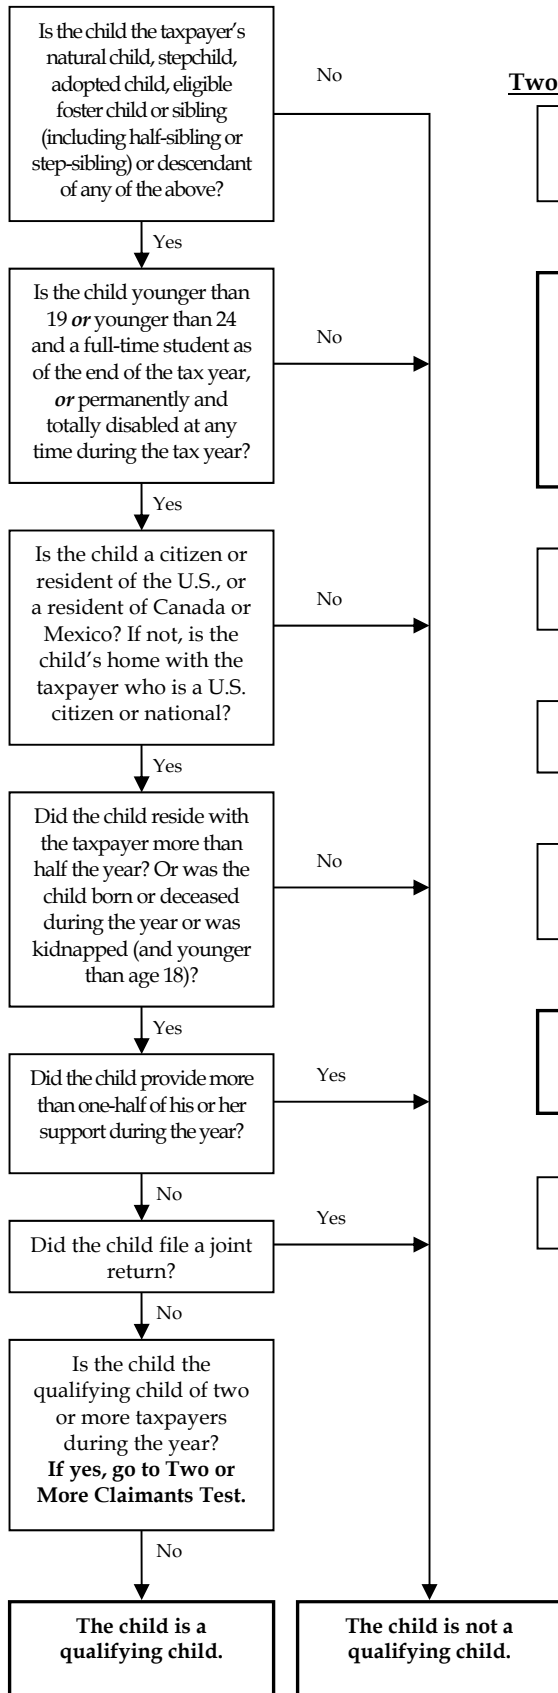 Is the child the taxpayer's
natural child, stepchild,
adopted child, eligible
foster child or sibling
(including half-sibling or
step-sibling) or descendant
of any of the above?
No
Two
Yes
Is the child younger than
19 or younger than 24
and a full-time student as
of the end of the tax year,
or permanently and
totally disabled at any
time during the tax year?
No
Yes
Is the child a citizen or
resident of the U.S., or
a resident of Canada or
Mexico? If not, is the
child's home with the
taxpayer who is a U.S.
citizen or national?
No
Yes
Did the child reside with
the taxpayer more than
half the year? Or was the
child born or deceased
during the year or was
kidnapped (and younger
than age 18)?
No
Yes
Did the child provide more
than one-half of his or her
support during the year?
Yes
No
Did the child file a joint
return?
Yes
No
Is the child the
qualifying child of two
or more taxpayers
during the year?
If yes, go to Two or
More Claimants Test.
No
The child is a
qualifying child.
The child is not a
qualifying child.